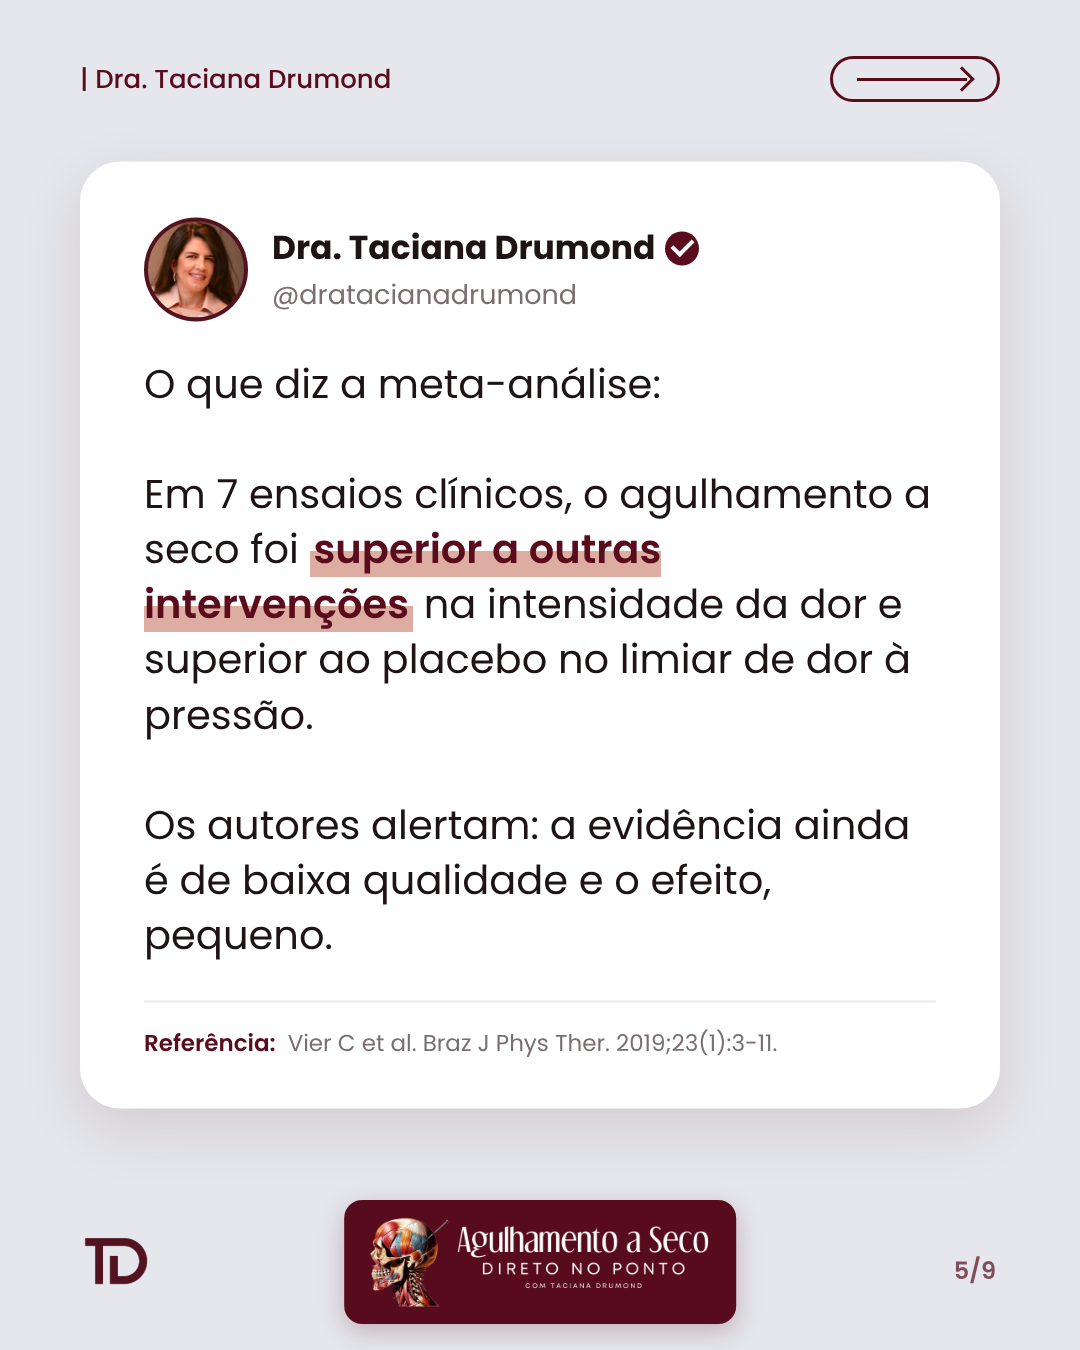 | Dra. Taciana Drumond
Dra. Taciana Drumond
@dratacianadrumond
O que diz a meta-análise:
Em 7 ensaios clínicos, o agulhamento a
seco foi superior a outras
intervenções na intensidade da dor e
superior ao placebo no limiar de dor à
pressão.
Os autores alertam: a evidência ainda
é de baixa qualidade e o efeito,
pequeno.
Referência: Vier C et al. Braz J Phys Ther. 2019;23(1):3-11.
TD
Agulhamento a Seco
DIRETO NO PONTO
COM TACIANA DRUMOND
5/9